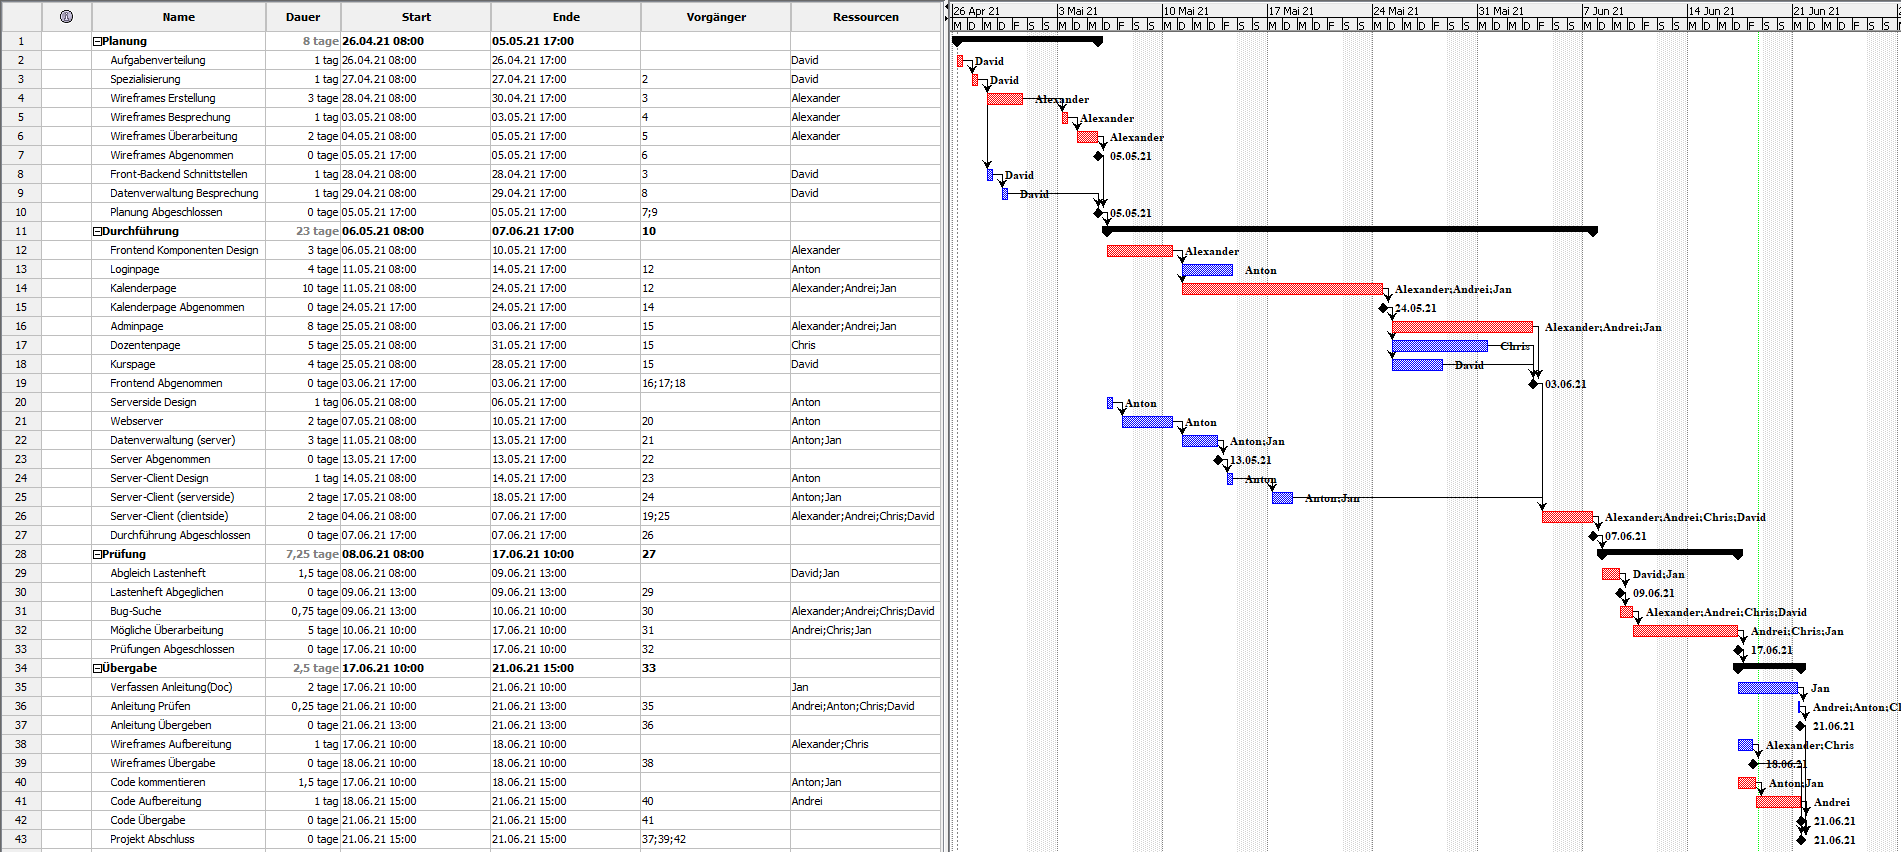 Name Dauer Start Ende Vorgänger Ressourcen
26 Apr 21 3 Mai 21 10 Mai 21 17 Mai 21 24 Mai 21 31 Mai 21 7 Jun 21 14 Jun 21 21 Jun 21
M D M D F S S M D M D F S S M D M D F S S M D M D F S S M D M D F S S M D M D F S S M D M D F S S M D M D F S S M D M D F S S
1 Planung 8 tage 26.04.21 08:00 05.05.21 17:00
2 Aufgabenverteilung 1 tag 26.04.21 08:00 26.04.21 17:00 David David
3 Spezialisierung 1 tag 27.04.21 08:00 27.04.21 17:00 2 David David
4 Wireframes Erstellung 3 tage 28.04.21 08:00 30.04.21 17:00 3 Alexander Alexander
5 Wireframes Besprechung 1 tag 03.05.21 08:00 03.05.21 17:00 4 Alexander Alexander
6 Wireframes Überarbeitung 2 tage 04.05.21 08:00 05.05.21 17:00 5 Alexander Alexander
7 Wireframes Abgenommen 0 tage 05.05.21 17:00 05.05.21 17:00 6 05.05.21
8 Front-Backend Schnittstellen 1 tag 28.04.21 08:00 28.04.21 17:00 3 David David
9 Datenverwaltung Besprechung 1 tag 29.04.21 08:00 29.04.21 17:00 8 David David
10 Planung Abgeschlossen 0 tage 05.05.21 17:00 05.05.21 17:00 7;9 05.05.21
11 Durchführung 23 tage 06.05.21 08:00 07.06.21 17:00 10
12 Frontend Komponenten Design 3 tage 06.05.21 08:00 10.05.21 17:00 Alexander Alexander
13 Loginpage 4 tage 11.05.21 08:00 14.05.21 17:00 12 Anton Anton
14 Kalenderpage 10 tage 11.05.21 08:00 24.05.21 17:00 12 Alexander;Andrei;Jan Alexander;Andrei;Jan
15 Kalenderpage Abgenommen 0 tage 24.05.21 17:00 24.05.21 17:00 14 24.05.21
16 Adminpage 8 tage 25.05.21 08:00 03.06.21 17:00 15 Alexander;Andrei;Jan Alexander;Andrei;Jan
17 Dozentenpage 5 tage 25.05.21 08:00 31.05.21 17:00 15 Chris Chris
18 Kurspage 4 tage 25.05.21 08:00 28.05.21 17:00 15 David David
19 Frontend Abgenommen 0 tage 03.06.21 17:00 03.06.21 17:00 16;17;18 03.06.21
20 Serverside Design 1 tag 06.05.21 08:00 06.05.21 17:00 Anton Anton
21 Webserver 2 tage 07.05.21 08:00 10.05.21 17:00 20 Anton Anton
22 Datenverwaltung (server) 3 tage 11.05.21 08:00 13.05.21 17:00 21 Anton;Jan Anton;Jan
23 Server Abgenommen 0 tage 13.05.21 17:00 13.05.21 17:00 22 13.05.21
24 Server-Client Design 1 tag 14.05.21 08:00 14.05.21 17:00 23 Anton Anton
25 Server-Client (serverside) 2 tage 17.05.21 08:00 18.05.21 17:00 24 Anton;Jan Anton;Jan
26 Server-Client (clientside) 2 tage 04.06.21 08:00 07.06.21 17:00 19;25 Alexander;Andrei;Chris;David Alexander;Andrei;Chris;David
27 Durchführung Abgeschlossen 0 tage 07.06.21 17:00 07.06.21 17:00 26 07.06.21
28 Prüfung 7,25 tage 08.06.21 08:00 17.06.21 10:00 27
29 Abgleich Lastenheft 1,5 tage 08.06.21 08:00 09.06.21 13:00 David;Jan David;Jan
30 Lastenheft Abgeglichen 0 tage 09.06.21 13:00 09.06.21 13:00 29 09.06.21
31 Bug-Suche 0,75 tage 09.06.21 13:00 10.06.21 10:00 30 Alexander;Andrei;Chris;David Alexander;Andrei;Chris;David
32 Mögliche Überarbeitung 5 tage 10.06.21 10:00 17.06.21 10:00 31 Andrei;Chris;Jan Andrei;Chris;Jan
33 Prüfungen Abgeschlossen 0 tage 17.06.21 10:00 17.06.21 10:00 32 17.06.21
34 Übergabe 2,5 tage 17.06.21 10:00 21.06.21 15:00 33
35 Verfassen Anleitung(Doc) 2 tage 17.06.21 10:00 21.06.21 10:00 Jan Jan
36 Anleitung Prüfen 0,25 tage 21.06.21 10:00 21.06.21 13:00 35 Andrei;Anton;Chris;David Andrei;Anton;C
37 Anleitung Übergeben 0 tage 21.06.21 13:00 21.06.21 13:00 36 21.06.21
38 Wireframes Aufbereitung 1 tag 17.06.21 10:00 18.06.21 10:00 Alexander;Chris Alexander;Chris
39 Wireframes Übergabe 0 tage 18.06.21 10:00 18.06.21 10:00 38 18.06.21
40 Code kommentieren 1,5 tage 17.06.21 10:00 18.06.21 15:00 Anton;Jan Anton;Jan
41 Code Aufbereitung 1 tag 18.06.21 15:00 21.06.21 15:00 40 Andrei Andrei
42 Code Übergabe 0 tage 21.06.21 15:00 21.06.21 15:00 41 21.06.21
43 Projekt Abschluss 0 tage 21.06.21 15:00 21.06.21 15:00 37;39;42 21.06.21